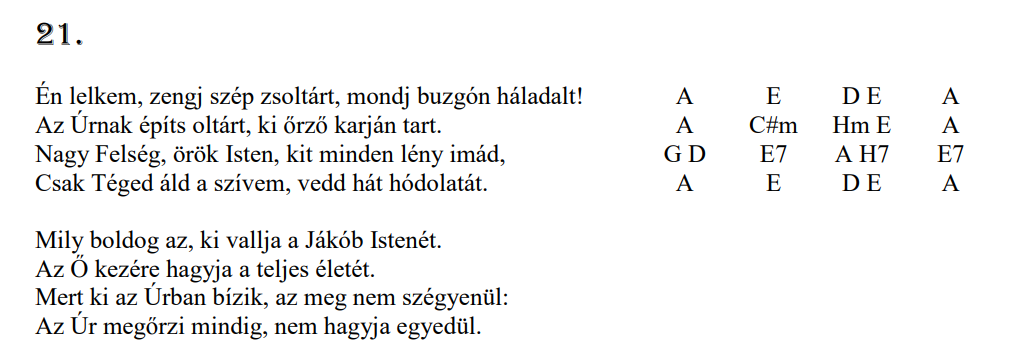 21.
Én lelkem, zengj szép zsoltárt, mondj buzgón háladalt! A E D E A
Az Úrnak építs oltárt, ki őrző karján tart. A C#m Hm E A
Nagy Felség, örök Isten, kit minden lény imád, G D E7 A H7 E7
Csak Téged áld a szívem, vedd hát hódolatát. A E D E A
Mily boldog az, ki vallja a Jákób Istenét.
Az Ő kezére hagyja a teljes életét.
Mert ki az Úrban bízik, az meg nem szégyenül:
Az Úr megőrzi mindig, nem hagyja egyedül.